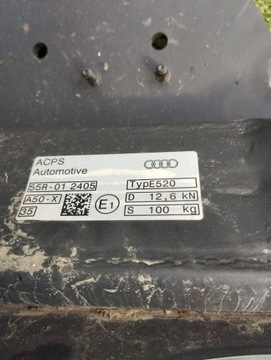 ACPS
Automotive
55R-01 2405
TypE520
A50-X
E1
D 12,6 kN
35
S 100 kg